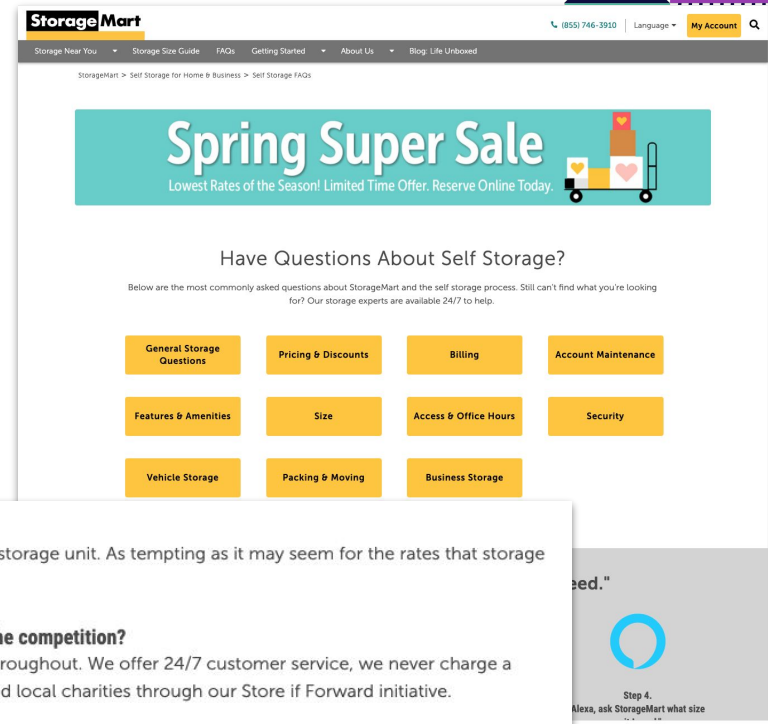 Storage Mart
(855) 746-3910 Language My Account
Storage Near You Storage Size Guide FAQs Getting Started About Us Blog: Life Unboxed
StorageMart > Self Storage for Home & Business > Self Storage FAQs
Spring Super Sale
Lowest Rates of the Season! Limited Time Offer. Reserve Online Today.
Have Questions About Self Storage?
Below are the most commonly asked questions about StorageMart and the self storage process. Still can't find what you're looking
for? Our storage experts are available 24/7 to help.
General Storage
Questions
Pricing & Discounts
Billing
Account Maintenance
Features & Amenities
Size
Access & Office Hours
Security
Vehicle Storage
Packing & Moving
Business Storage
storage unit. As tempting as it may seem for the rates that storage
competition?
We offer 24/7 customer service, we never charge a
local charities through our Store if Forward initiative.
Step 4.
Alexa, ask StorageMart what size